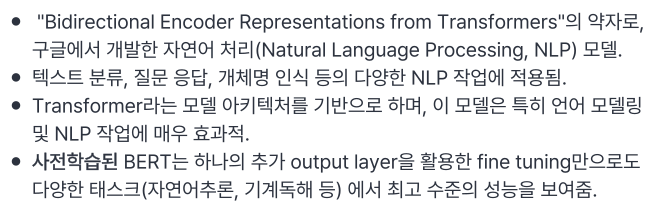 • "Bidirectional Encoder Representations from Transformers"의 약자로,
구글에서 개발한 자연어 처리(Natural Language Processing, NLP) 모델.
• 텍스트 분류, 질문 응답, 개체명 인식 등의 다양한 NLP 작업에 적용됨.
• Transformer라는 모델 아키텍처를 기반으로 하며, 이 모델은 특히 언어 모델링
및 NLP 작업에 매우 효과적.
• 사전학습된 BERT는 하나의 추가 output layer을 활용한 fine tuning만으로도
다양한 태스크(자연어추론, 기계독해 등) 에서 최고 수준의 성능을 보여줌.